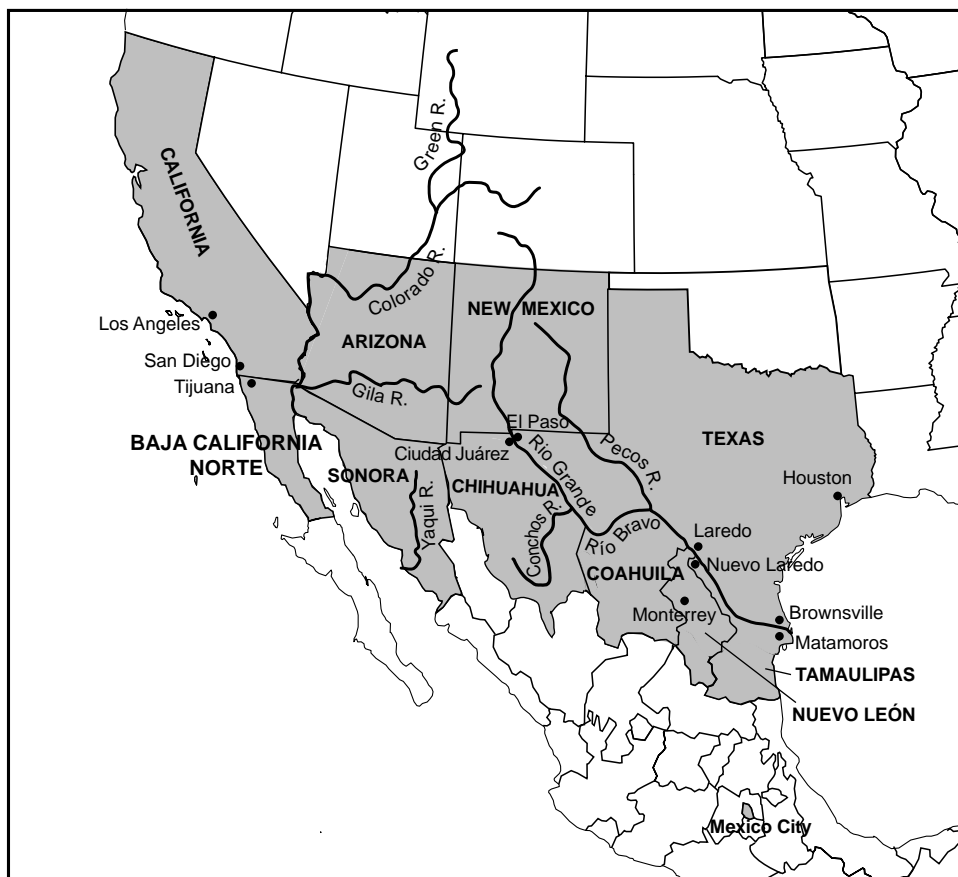 Green R.
CALIFORNIA
Colorado R.
NEW MEXICO
Los Angeles
ARIZONA
San Diego
Tijuana
Gila R.
El Paso
BAJA CALIFORNIA
NORTE
Ciudad Juárez
Rio Grande
Pecos R.
TEXAS
SONORA
CHIHUAHUA
Houston
Yaqui R.
Conchos R.
Río Bravo
Laredo
COAHUILA
Nuevo Laredo
Monterrey
Brownsville
Matamoros
TAMAULIPAS
NUEVO LEÓN
Mexico City